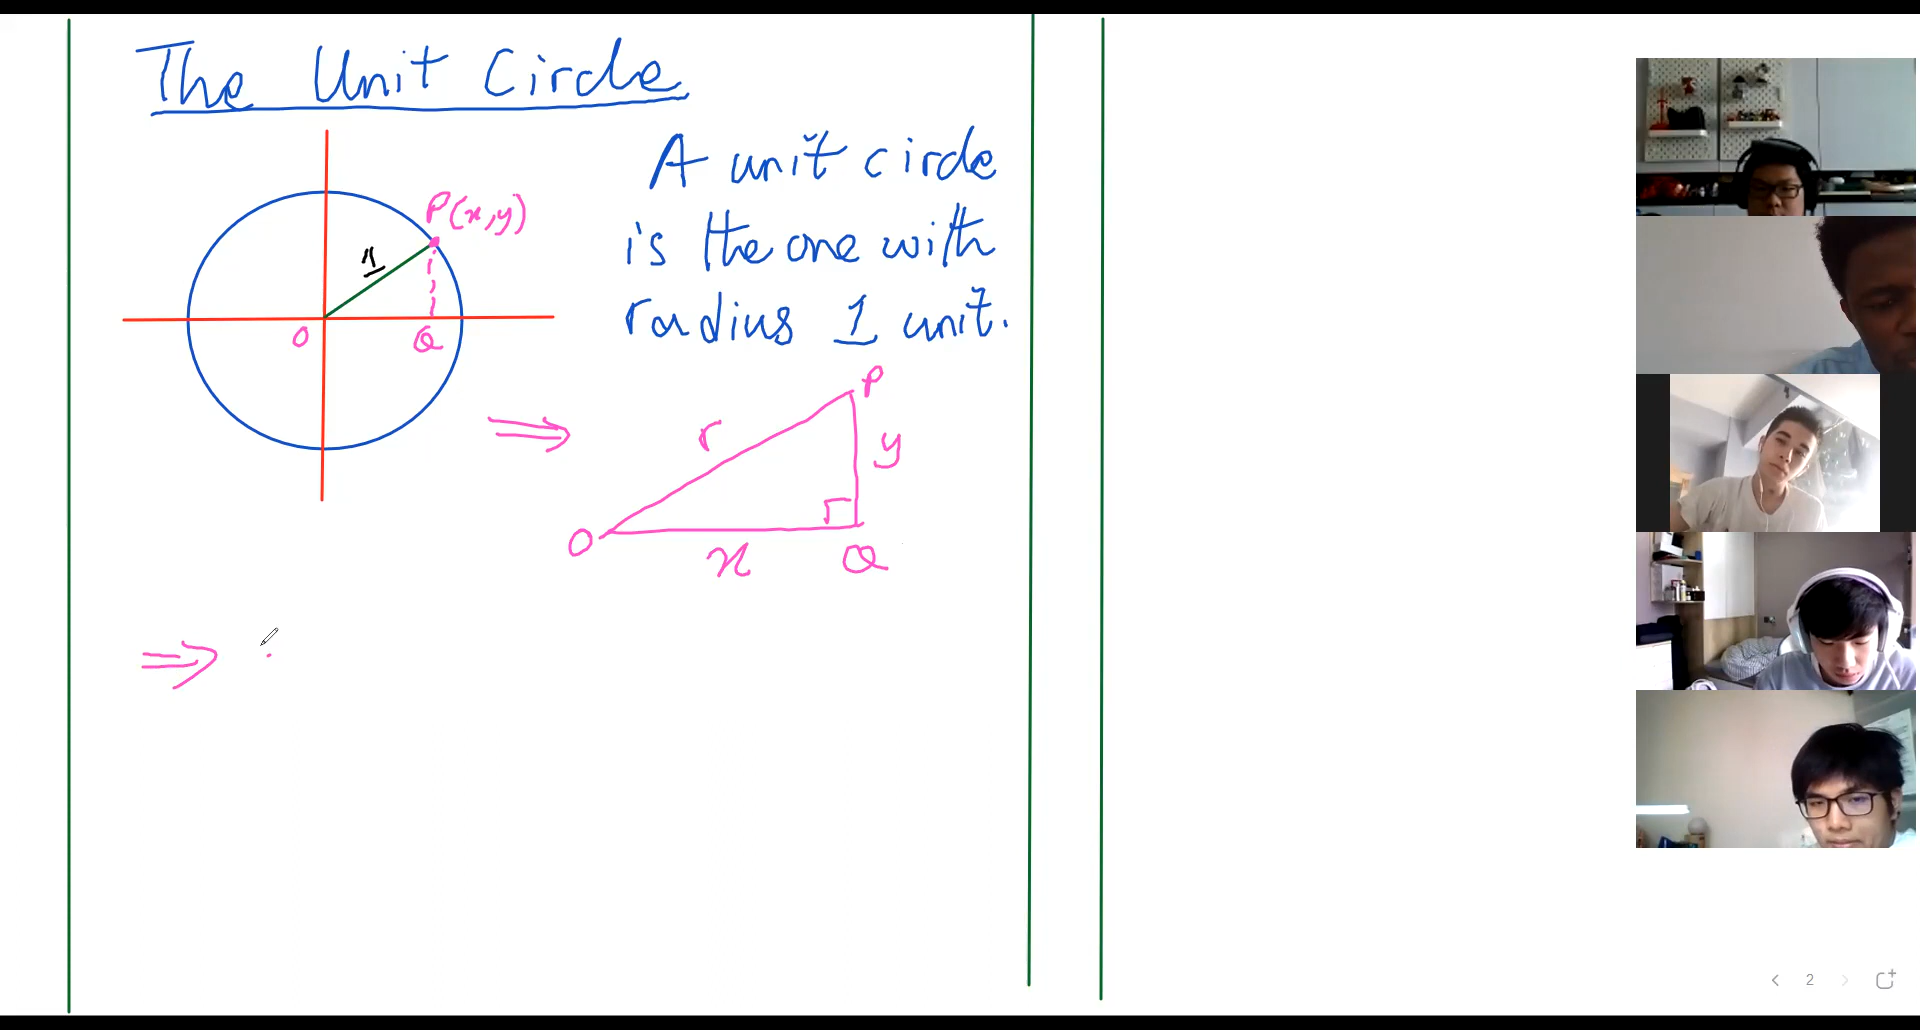 The Unit Circle
P(x,y)
1
O
Q
A unit circle
is the one with
radius 1 unit.
P
r
y
O
x
Q
2